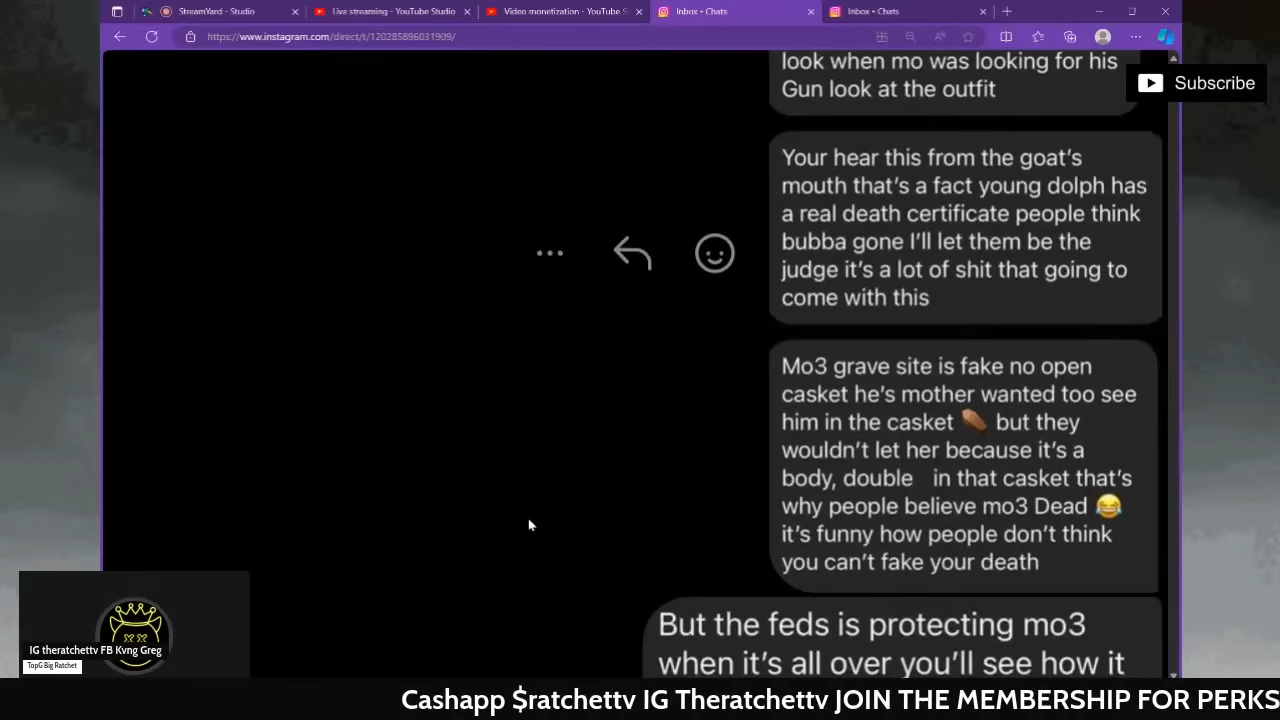 StreamYard - Studio
Live streaming - YouTube Studio
Video monetization - YouTube S
Inbox • Chats
Inbox • Chats
https://www.instagram.com/direct/t/120285896031909/
Subscribe
look when mo was looking for his
Gun look at the outfit
Your hear this from the goat's
mouth that's a fact young dolph has
a real death certificate people think
bubba gone I'll let them be the
judge it's a lot of shit that going to
come with this
Mo3 grave site is fake no open
casket he's mother wanted too see
him in the casket ⚰️ but they
wouldn't let her because it's a
body, double in that casket that's
why people believe mo3 Dead 😂
it's funny how people don't think
you can't fake your death
But the feds is protecting mo3
when it's all over you'll see how it
IG theratchettv FB Kvng Greg
TopG Big Ratchet
Cashapp $ratchettv IG Theratchettv JOIN THE MEMBERSHIP FOR PERKS